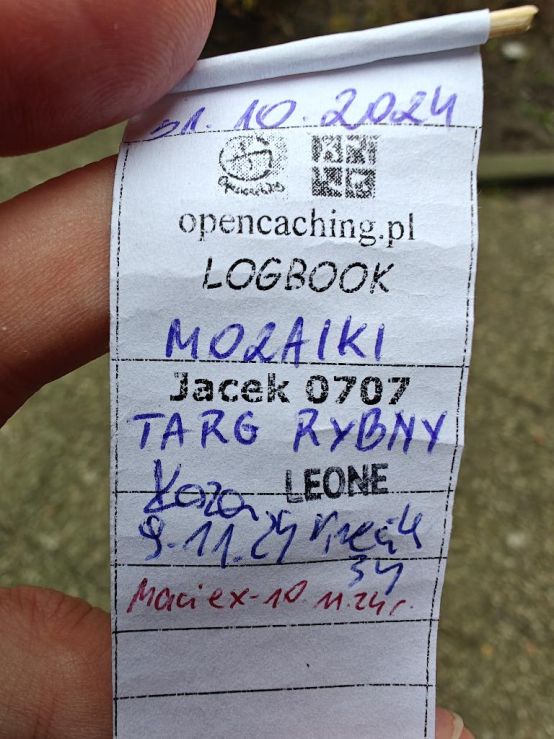 31.10.2024
Opencaching
opencaching.pl
LOGBOOK
MOZAIKI
Jacek 0707
TARG RYBNY
LEONE
9.11.24
34
Maciex-10.11.24r.